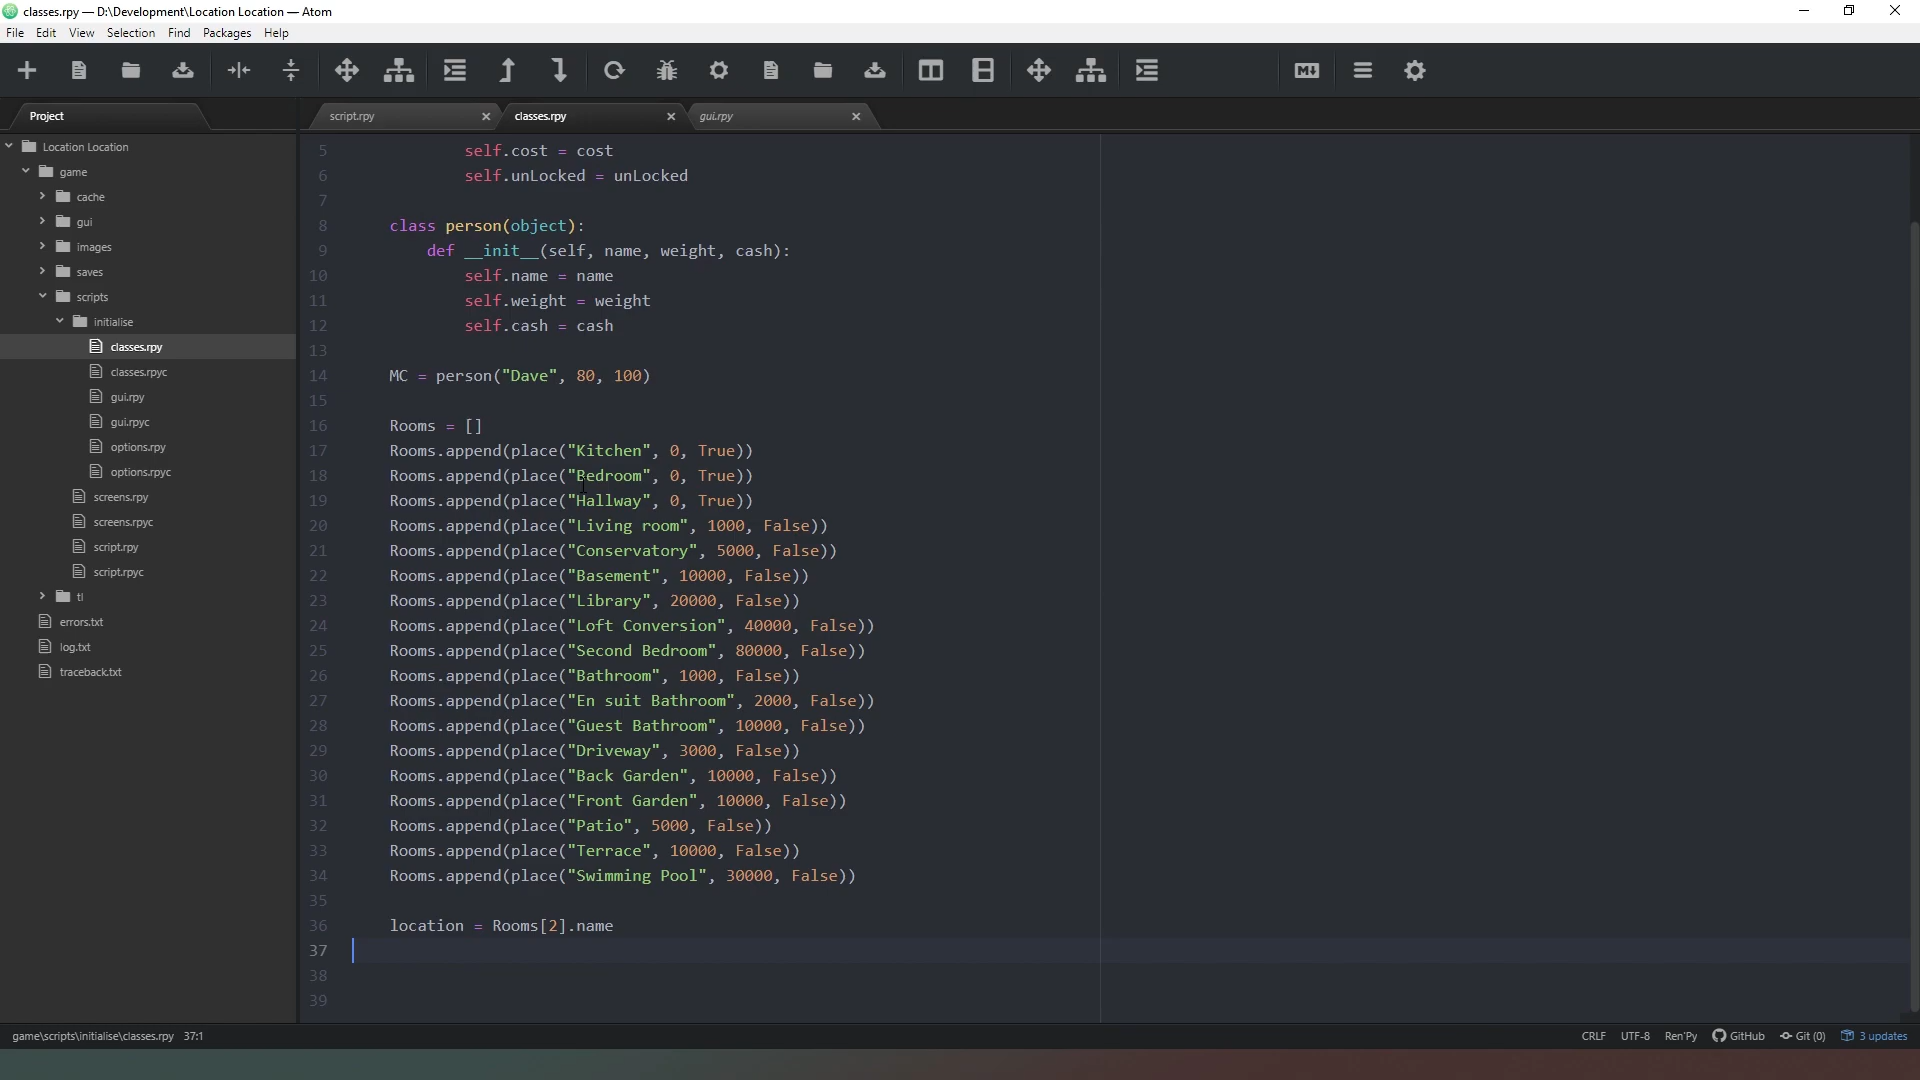 classes.rpy — D:\Development\Location Location — Atom
File Edit View Selection Find Packages Help
Project
script.rpy
classes.rpy
gui.rpy
Location Location
game
cache
gui
images
saves
scripts
initialise
classes.rpy
classes.rpyc
gui.rpy
gui.rpyc
options.rpy
options.rpyc
screens.rpy
screens.rpyc
script.rpy
script.rpyc
tl
errors.txt
log.txt
traceback.txt
5 self.cost = cost
6 self.unLocked = unLocked
7
8 class person(object):
9 def __init__(self, name, weight, cash):
10 self.name = name
11 self.weight = weight
12 self.cash = cash
13
14 MC = person("Dave", 80, 100)
15
16 Rooms = []
17 Rooms.append(place("Kitchen", 0, True))
18 Rooms.append(place("Bedroom", 0, True))
19 Rooms.append(place("Hallway", 0, True))
20 Rooms.append(place("Living room", 1000, False))
21 Rooms.append(place("Conservatory", 5000, False))
22 Rooms.append(place("Basement", 10000, False))
23 Rooms.append(place("Library", 20000, False))
24 Rooms.append(place("Loft Conversion", 40000, False))
25 Rooms.append(place("Second Bedroom", 80000, False))
26 Rooms.append(place("Bathroom", 1000, False))
27 Rooms.append(place("En suit Bathroom", 2000, False))
28 Rooms.append(place("Guest Bathroom", 10000, False))
29 Rooms.append(place("Driveway", 3000, False))
30 Rooms.append(place("Back Garden", 10000, False))
31 Rooms.append(place("Front Garden", 10000, False))
32 Rooms.append(place("Patio", 5000, False))
33 Rooms.append(place("Terrace", 10000, False))
34 Rooms.append(place("Swimming Pool", 30000, False))
35
36 location = Rooms[2].name
37
38
39
game\scripts\initialise\classes.rpy 37:1
CRLF UTF-8 Ren'Py GitHub Git (0) 3 updates